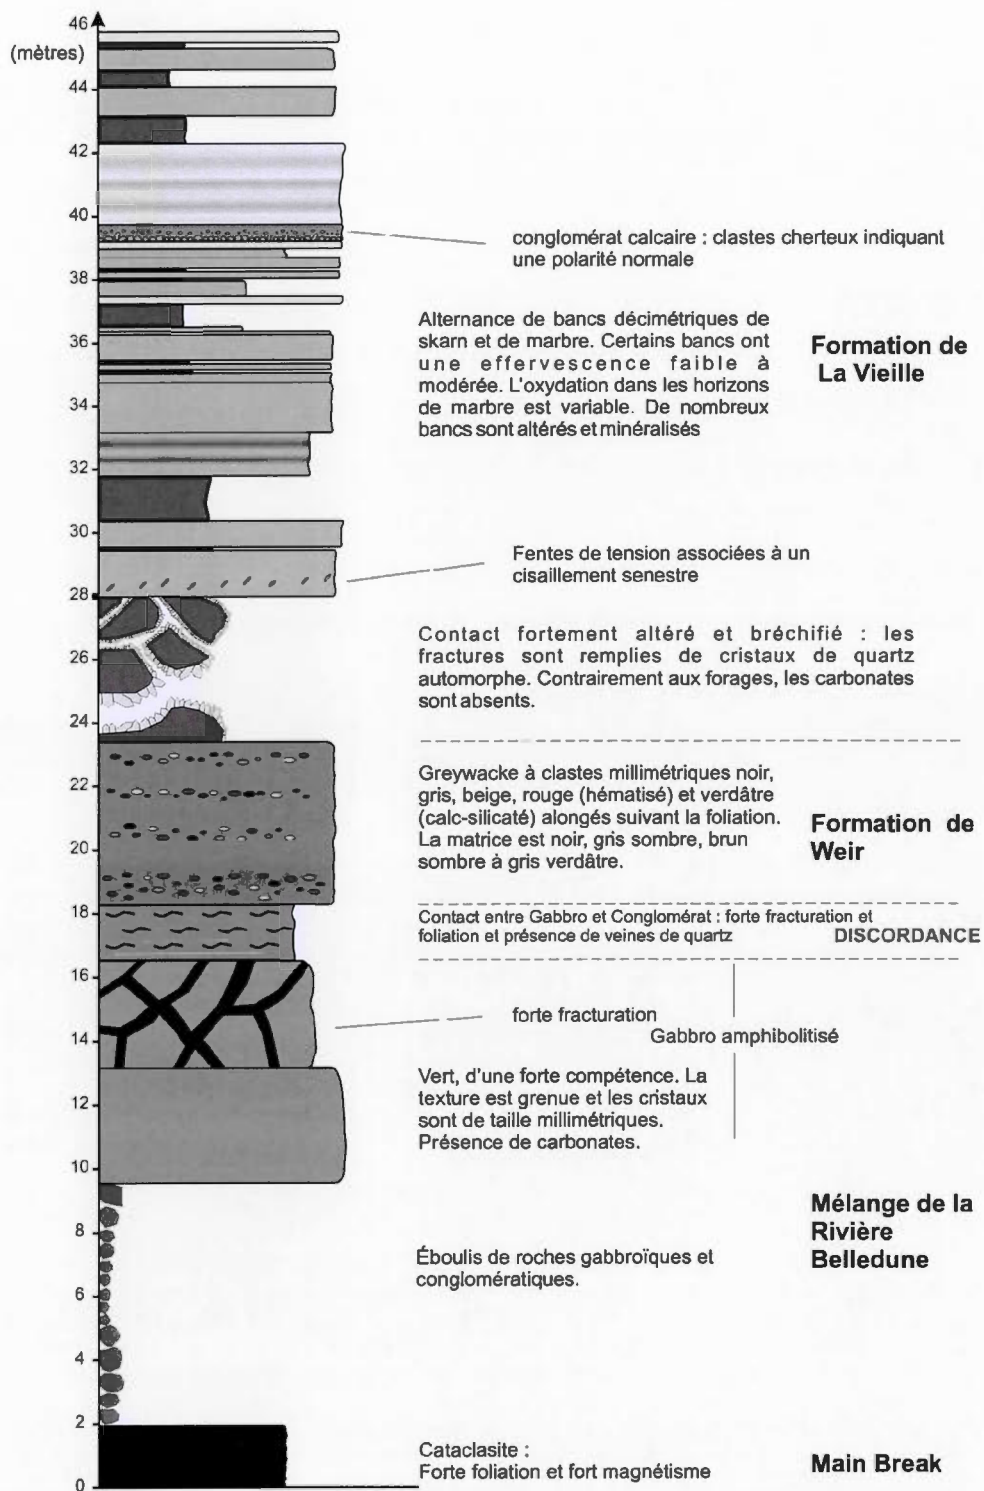 46
(mètres)
44
42
40
conglomérat calcaire : clastes cherteux indiquant
une polarité normale
38
Alternance de bancs décimétriques de
skarn et de marbre. Certains bancs ont
une effervescence faible à
modérée. L'oxydation dans les horizons
de marbre est variable. De nombreux
bancs sont altérés et minéralisés
Formation de
La Vieille
36
34
32
30
Fentes de tension associées à un
cisaillement senestre
28
Contact fortement altéré et bréchifié : les
fractures sont remplies de cristaux de quartz
automorphe. Contrairement aux forages, les carbonates
sont absents.
26
24
Greywacke à clastes millimétriques noir,
gris, beige, rouge (hématisé) et verdâtre
(calc-silicaté) alongés suivant la foliation.
La matrice est noir, gris sombre, brun
sombre à gris verdâtre.
Formation de
Weir
22
20
18
Contact entre Gabbro et Conglomérat : forte fracturation et
foliation et présence de veines de quartz
DISCORDANCE
16
forte fracturation
Gabbro amphibolitisé
14
Vert, d'une forte compétence. La
texture est grenue et les cristaux
sont de taille millimétriques.
Présence de carbonates.
12
10
Mélange de la
Rivière
Belledune
8
Éboulis de roches gabbroïques et
conglomératiques.
6
4
2
Cataclasite :
Forte foliation et fort magnétisme
Main Break
0